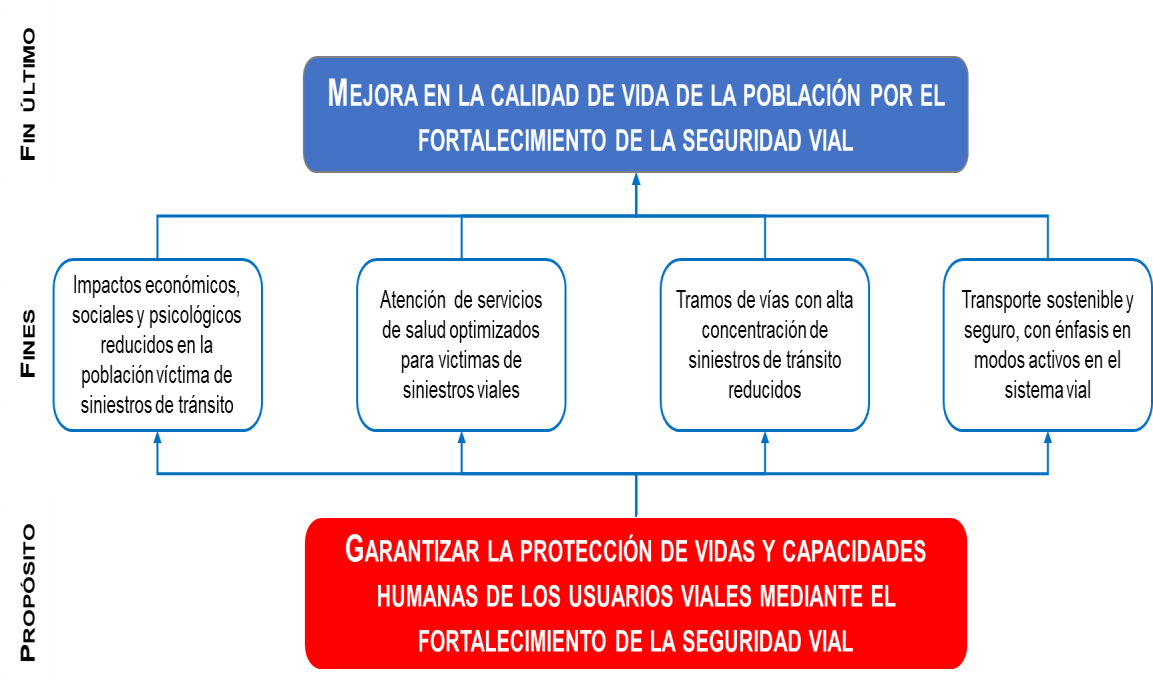 FIN ÚLTIMO
MEJORA EN LA CALIDAD DE VIDA DE LA POBLACIÓN POR EL
FORTALECIMIENTO DE LA SEGURIDAD VIAL
FINES
Impactos económicos,
sociales y psicológicos
reducidos en la
población víctima de
siniestros de tránsito
Atención de servicios
de salud optimizados
para victimas de
siniestros viales
Tramos de vías con alta
concentración de
siniestros de tránsito
reducidos
Transporte sostenible y
seguro, con énfasis en
modos activos en el
sistema vial
PROPÓSITO
GARANTIZAR LA PROTECCIÓN DE VIDAS Y CAPACIDADES
HUMANAS DE LOS USUARIOS VIALES MEDIANTE EL
FORTALECIMIENTO DE LA SEGURIDAD VIAL